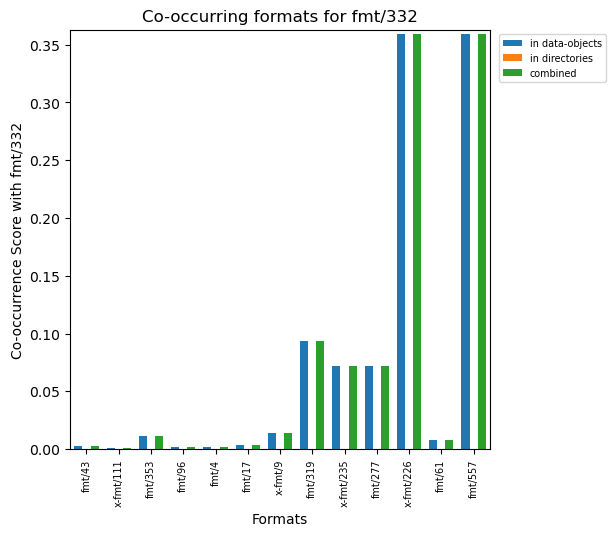 Co-occurring formats for fmt/332
in data-objects
in directories
combined
Co-occurrence Score with fmt/332
0.35
0.30
0.25
0.20
0.15
0.10
0.05
0.00
fmt/43
x-fmt/111
fmt/353
fmt/96
fmt/4
fmt/17
x-fmt/9
fmt/319
x-fmt/235
fmt/277
x-fmt/226
fmt/61
fmt/557
Formats